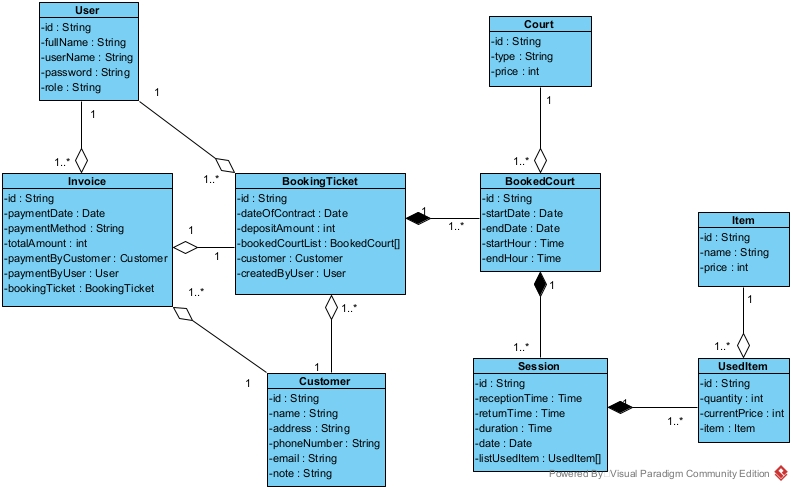 User
-id : String
-fullName : String
-userName : String
-password : String
-role : String
1
1
1..*
1..*
Court
-id : String
-type : String
-price : int
1
1..*
Invoice
-id : String
-paymentDate : Date
-paymentMethod : String
-totalAmount : int
-paymentByCustomer : Customer
-paymentByUser : User
-bookingTicket : BookingTicket
1
1
1..*
1
BookingTicket
-id : String
-dateOfContract : Date
-depositAmount : int
-bookedCourtList : BookedCourt[]
-customer : Customer
-createdByUser : User
1
1..*
1..*
1
BookedCourt
-id : String
-startDate : Date
-endDate : Date
-startHour : Time
-endHour : Time
1
1..*
Item
-id : String
-name : String
-price : int
1
1..*
Customer
-id : String
-name : String
-address : String
-phoneNumber : String
-email : String
-note : String
Session
-id : String
-receptionTime : Time
-returnTime : Time
-duration : Time
-date : Date
-listUsedItem : UsedItem[]
1
1..*
UsedItem
-id : String
-quantity : int
-currentPrice : int
-item : Item
Powered By: Visual Paradigm Community Edition